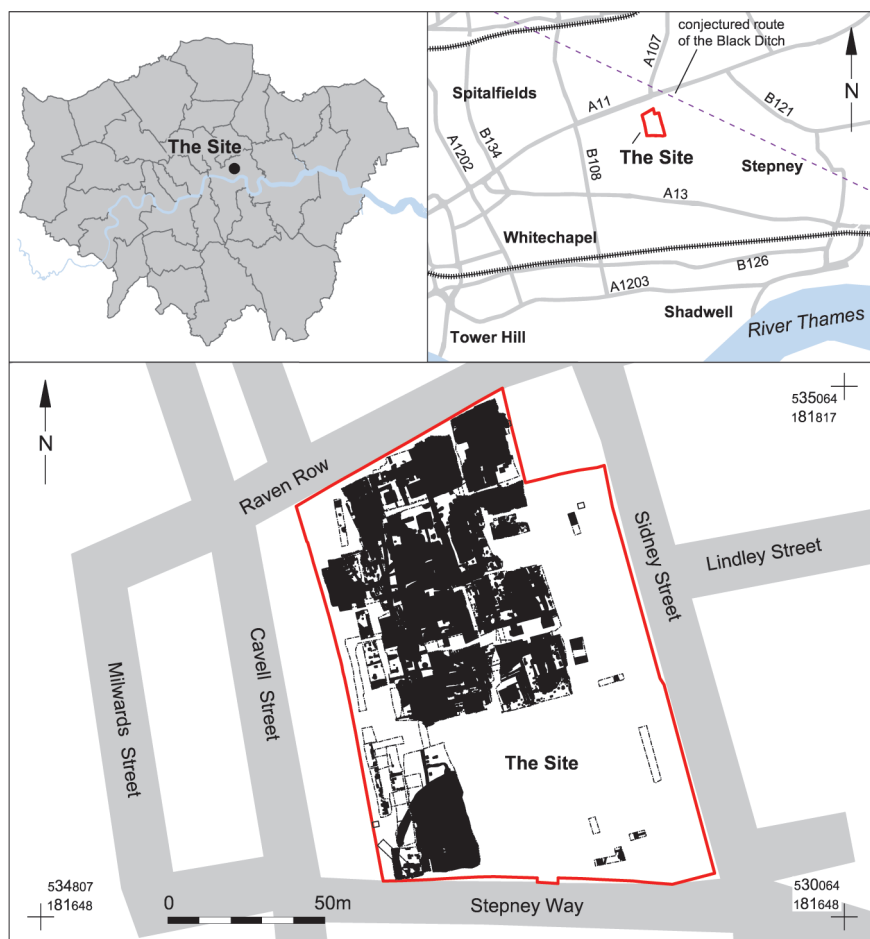 The Site
conjectured route
of the Black Ditch
A107
N
Spitalfields
A11
B121
A1202
B134
B108
The Site
Stepney
A13
Whitechapel
B126
A1203
Shadwell
Tower Hill
River Thames
N
535064
181817
Raven Row
Sidney Street
Lindley Street
Milwards Street
Cavell Street
The Site
534807
181648
0 50m
Stepney Way
530064
181648